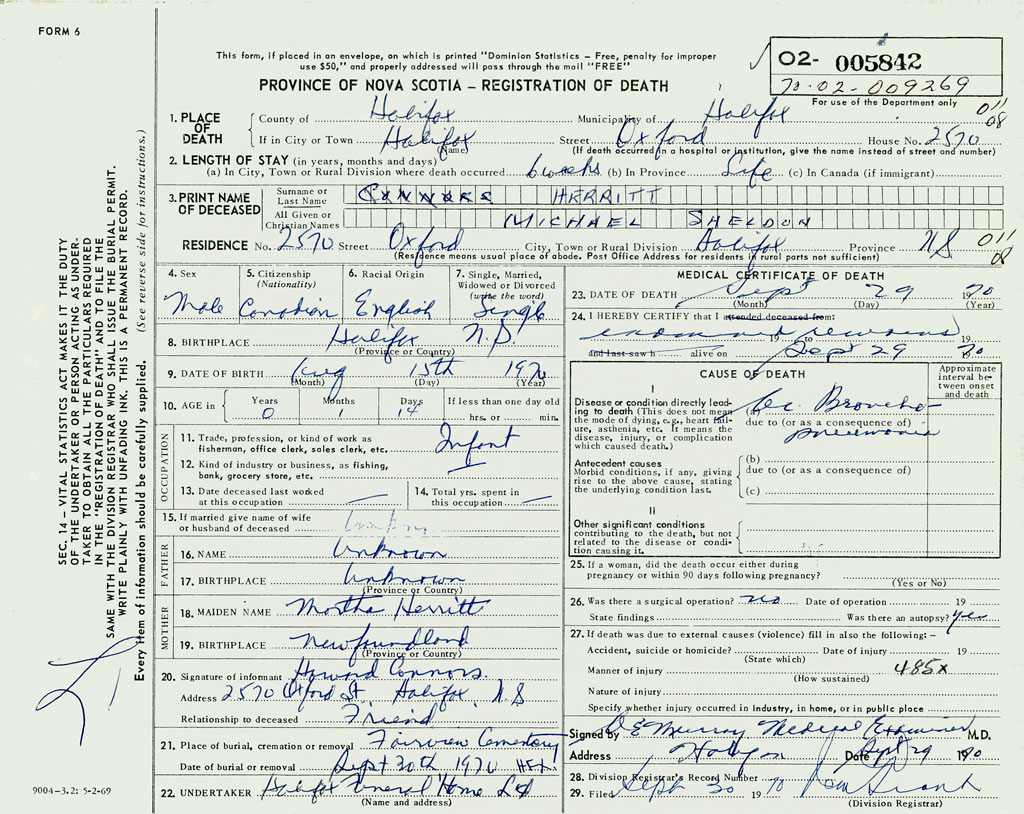 FORM 6
This form, if placed in an envelope, on which is printed "Dominion Statistics – Free, penalty for improper
use $50," and properly addressed will pass through the mail "FREE"
O2- 005842
70-02-009269
For use of the Department only
PROVINCE OF NOVA SCOTIA – REGISTRATION OF DEATH
011
08
1. PLACE OF DEATH
County of Halifax Municipality of Halifax
If in City or Town Halifax Street Oxford House No. 2570
(Name) (If death occurred in a hospital or institution, give the name instead of street and number)
2. LENGTH OF STAY (in years, months and days)
(a) In City, Town or Rural Division where death occurred 6 weeks (b) In Province Life (c) In Canada (if immigrant)
3. PRINT NAME OF DECEASED
Surname or Last Name CONNORS HERRITT
All Given or Christian Names MICHAEL SHELDON
RESIDENCE No. 2570 Street Oxford City, Town or Rural Division Halifax Province N.S 011
08
(Residence means usual place of abode. Post Office Address for residents in rural parts not sufficient)
4. Sex
Male
5. Citizenship
(Nationality)
Canadian
6. Racial Origin
English
7. Single, Married,
Widowed or Divorced
(write the word)
Single
8. BIRTHPLACE Halifax N.S.
(Province or Country)
9. DATE OF BIRTH Aug 15th 1970
(Month) (Day) (Year)
10. AGE in
Years Months Days If less than one day old
0 1 14 hrs. or min.
OCCUPATION
11. Trade, profession, or kind of work as
fisherman, office clerk, sales clerk, etc. Infant
12. Kind of industry or business, as fishing,
bank, grocery store, etc.
13. Date deceased last worked
at this occupation
14. Total yrs. spent in
this occupation
15. If married give name of wife
or husband of deceased
FATHER
16. NAME Unknown
17. BIRTHPLACE Unknown
(Province or Country)
MOTHER
18. MAIDEN NAME Martha Herritt
19. BIRTHPLACE Newfoundland
(Province or Country)
20. Signature of informant Howard Connors.
Address 2570 Oxford St. Halifax N.S
Relationship to deceased Friend
21. Place of burial, cremation or removal Fairview Cemetery
Date of burial or removal Sept 30th 1970 HFX
22. UNDERTAKER Halifax Funeral Home Ltd
(Name and address)
MEDICAL CERTIFICATE OF DEATH
23. DATE OF DEATH Sept 29 1970
(Month) (Day) (Year)
24. I HEREBY CERTIFY that I attended deceased from:
examined remains 19 to
and last saw h alive on Sept 29 1970
CAUSE OF DEATH
Approximate interval between onset and death
I
Disease or condition directly leading to death (This does not mean the mode of dying, e.g., heart failure, asthenia, etc. It means the disease, injury, or complication which caused death.)
(a) Broncho-
due to (or as a consequence of)
pneumonia
Antecedent causes
Morbid conditions, if any, giving rise to the above cause, stating the underlying condition last.
(b)
due to (or as a consequence of)
(c)
II
Other significant conditions
contributing to the death, but not related to the disease or condition causing it.
25. If a woman, did the death occur either during
pregnancy or within 90 days following pregnancy?
(Yes or No)
26. Was there a surgical operation? no Date of operation 19
State findings Was there an autopsy? yes
27. If death was due to external causes (violence) fill in also the following: –
Accident, suicide or homicide? Date of injury 19
(State which)
Manner of injury 485X
(How sustained)
Nature of injury
Specify whether injury occurred in industry, in home, or in public place
Signed by E Murray Medical Examiner M.D.
Address Halifax Date Sept 29 1970
28. Division Registrar's Record Number
29. Filed Sept 30 1970
(Division Registrar)
SEC. 14 – VITAL STATISTICS ACT MAKES IT THE DUTY
OF THE UNDERTAKER OR PERSON ACTING AS UNDER-
TAKER TO OBTAIN ALL THE PARTICULARS REQUIRED
IN THE "REGISTRATION OF DEATH" AND TO FILE THE
SAME WITH THE DIVISION REGISTRAR WHO SHALL ISSUE THE BURIAL PERMIT.
WRITE PLAINLY WITH UNFADING INK. THIS IS A PERMANENT RECORD.
Every item of information should be carefully supplied. (See reverse side for instructions.)
9004-3.2: 5-2-69